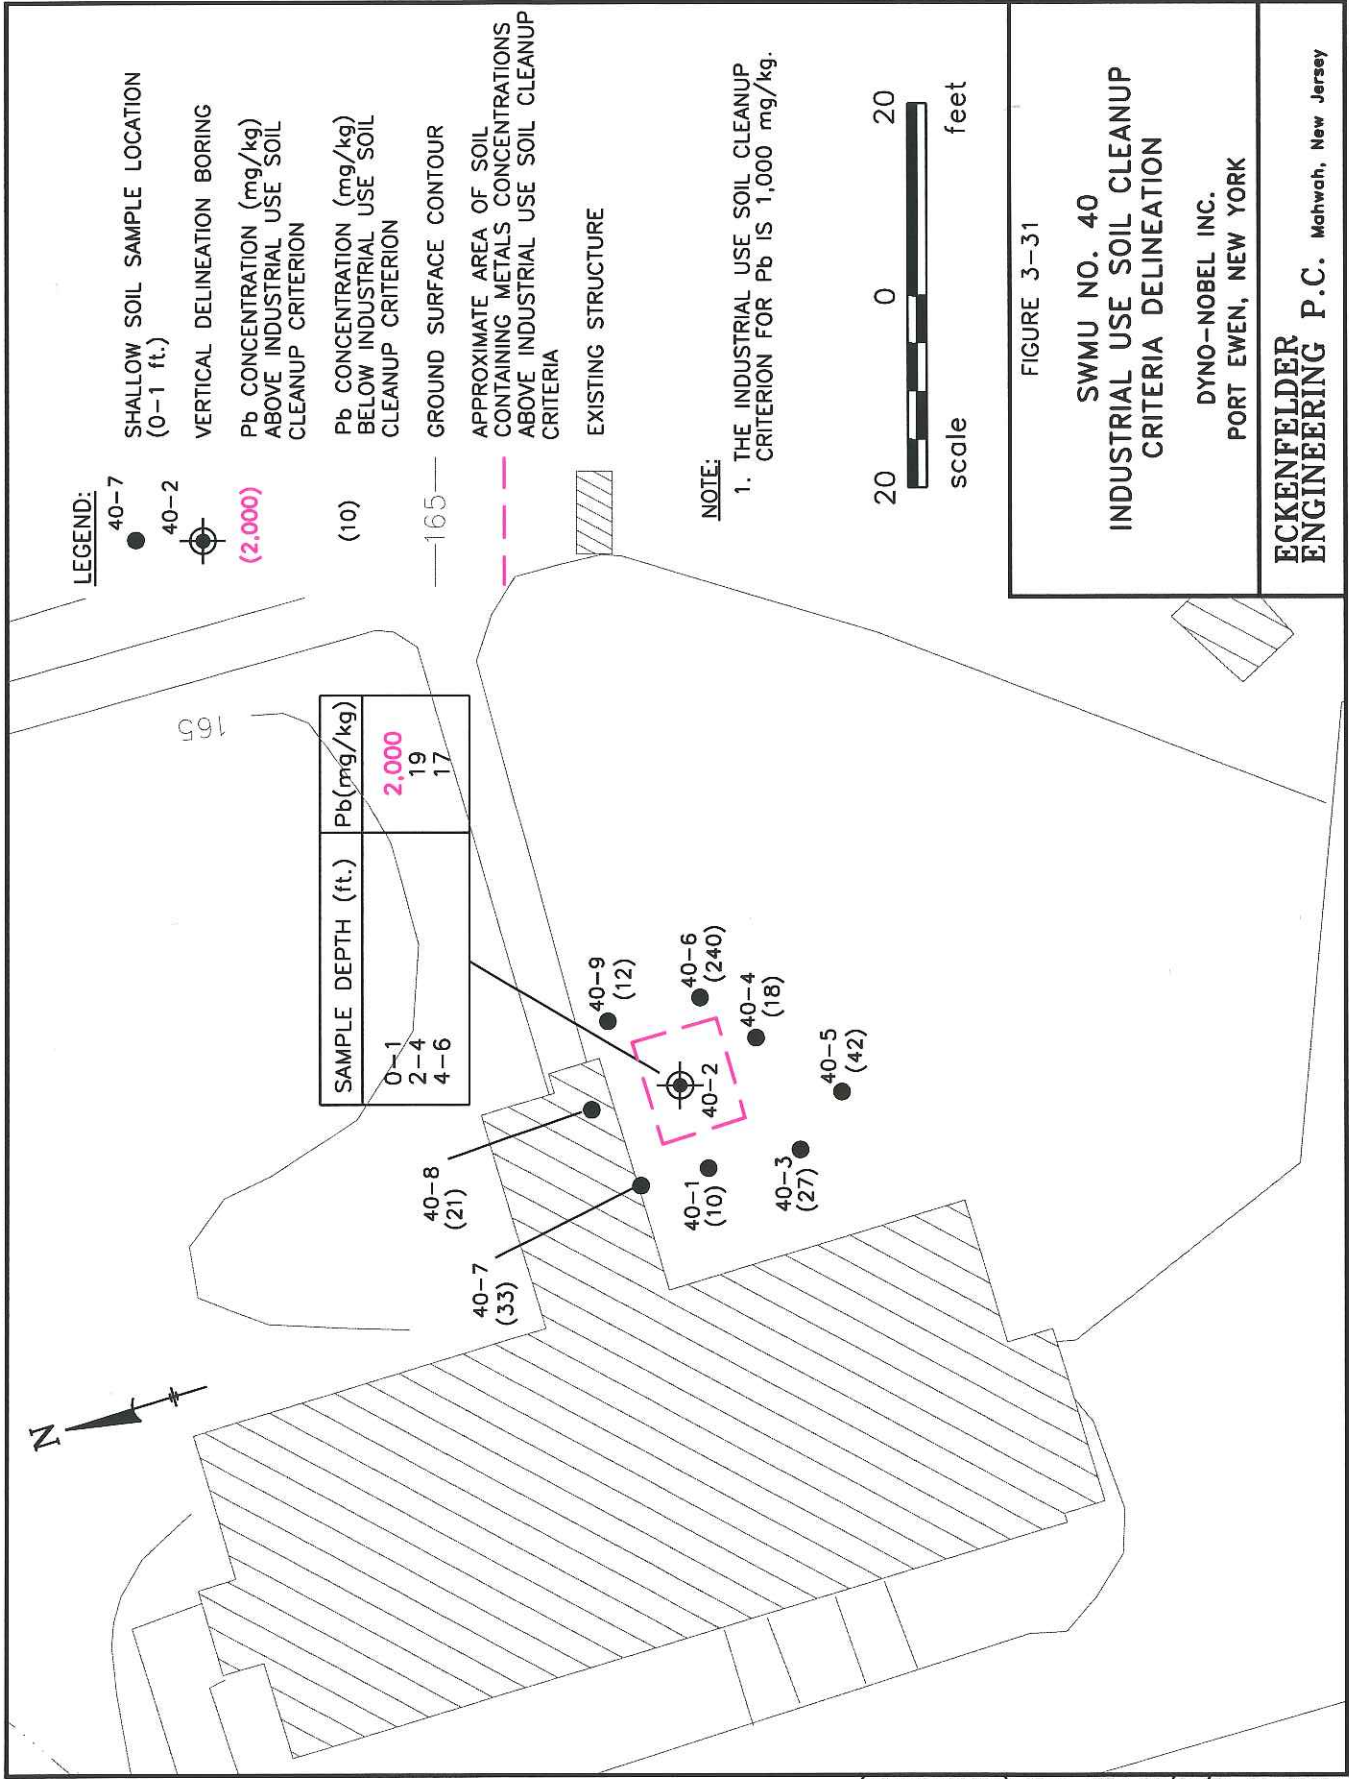 LEGEND:
40-7
SHALLOW SOIL SAMPLE LOCATION
(0-1 ft.)
40-2
VERTICAL DELINEATION BORING
(2,000)
Pb CONCENTRATION (mg/kg)
ABOVE INDUSTRIAL USE SOIL
CLEANUP CRITERION
(10)
Pb CONCENTRATION (mg/kg)
BELOW INDUSTRIAL USE SOIL
CLEANUP CRITERION
165
GROUND SURFACE CONTOUR
APPROXIMATE AREA OF SOIL
CONTAINING METALS CONCENTRATIONS
ABOVE INDUSTRIAL USE SOIL CLEANUP
CRITERIA
EXISTING STRUCTURE
NOTE:
1. THE INDUSTRIAL USE SOIL CLEANUP
CRITERION FOR Pb IS 1,000 mg/kg.
20 0 20
scale feet
FIGURE 3-31
SWMU NO. 40
INDUSTRIAL USE SOIL CLEANUP
CRITERIA DELINEATION
DYNO-NOBEL INC.
PORT EWEN, NEW YORK
ECKENFELDER
ENGINEERING P.C. Mahwah, New Jersey
N
165
SAMPLE DEPTH (ft.) Pb(mg/kg)
0-1 2,000
2-4 19
4-6 17
40-8
(21)
40-7
(33)
40-9
(12)
40-6
(240)
40-2
40-4
(18)
40-1
(10)
40-3
(27)
40-5
(42)